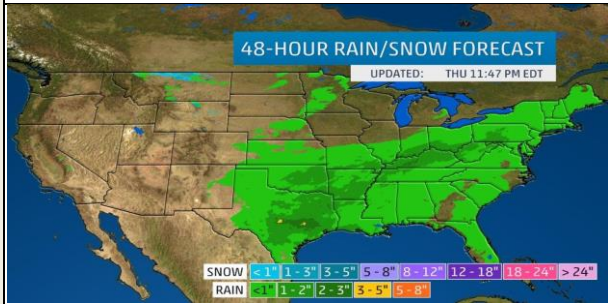 48-HOUR RAIN/SNOW FORECAST
UPDATED: THU 11:47 PM EDT
SNOW <1" 1 - 3" 3 - 5" 5 - 8" 8 - 12" 12 - 18" 18 - 24" > 24"
RAIN <1" 1 - 2" 2 - 3" 3 - 5" 5 - 8"